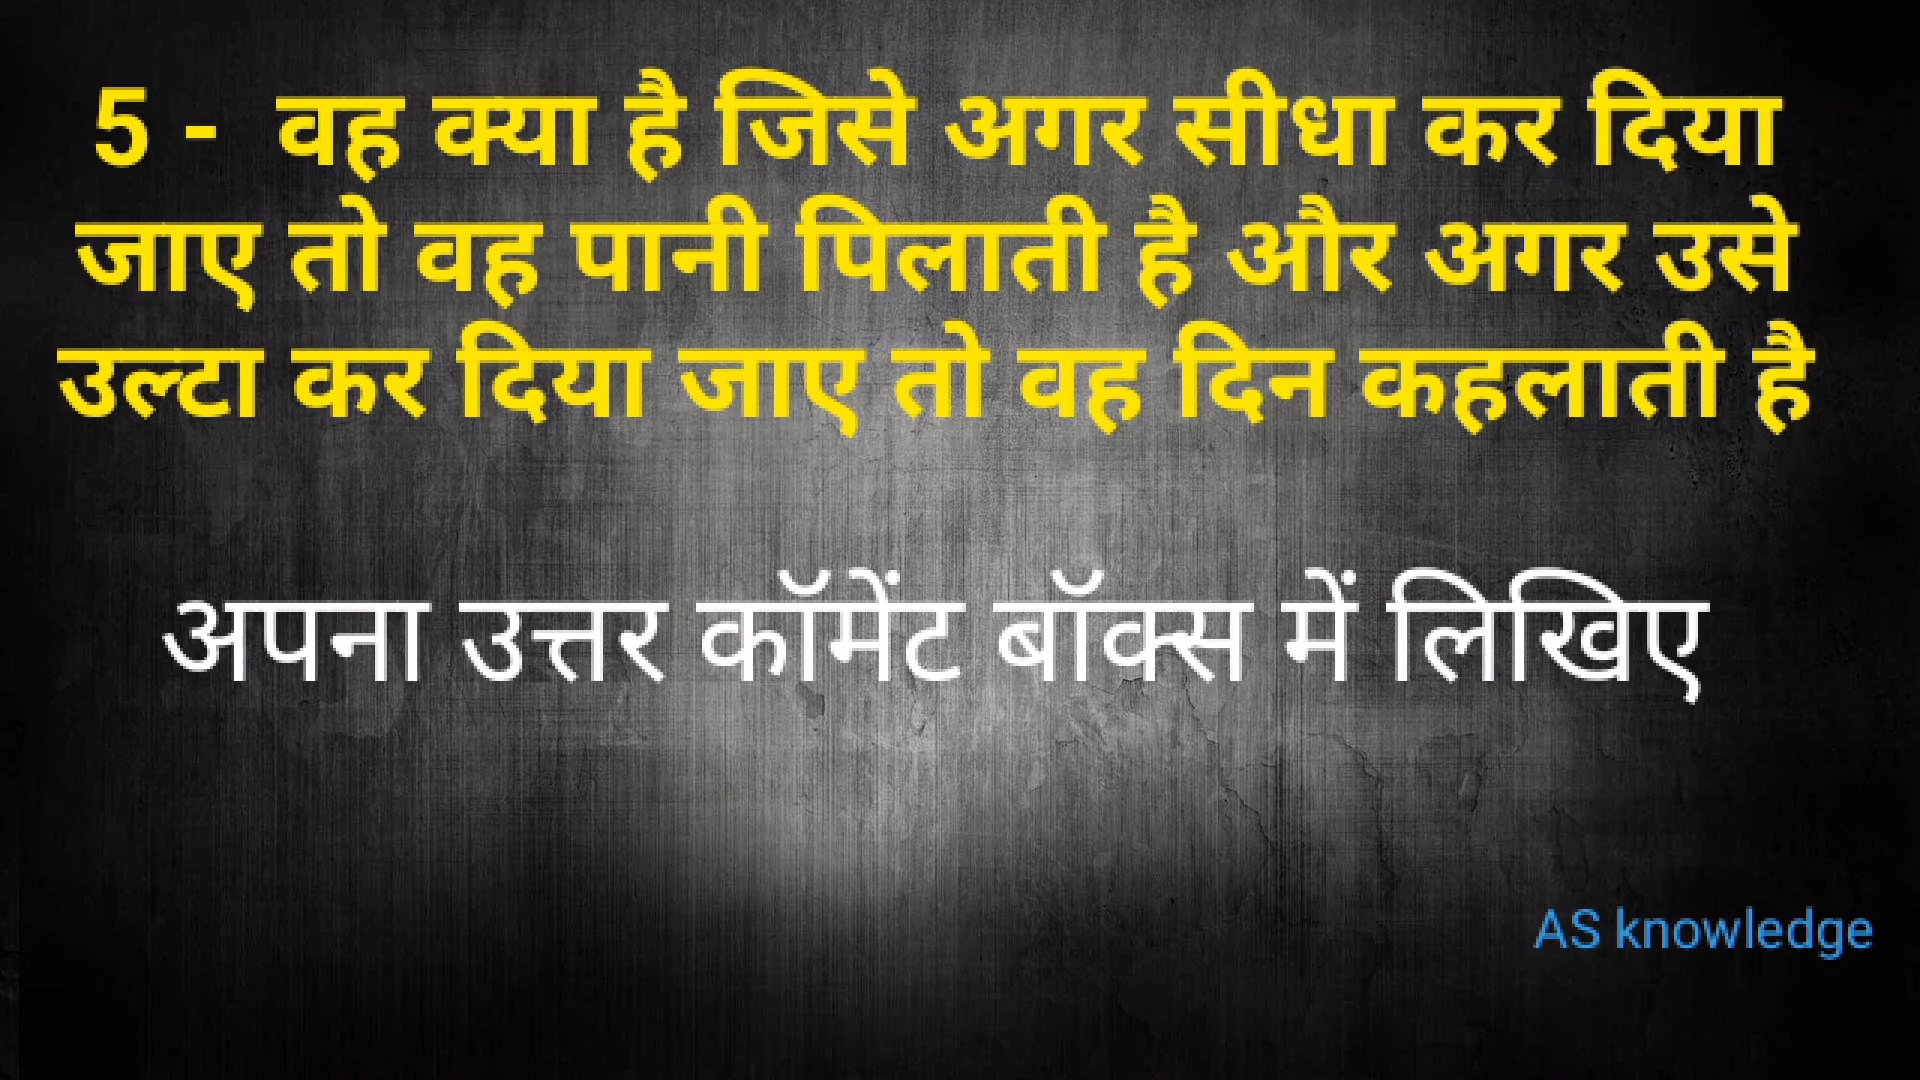 5 - वह क्या है जिसे अगर सीधा कर दिया
जाए तो वह पानी पिलाती है और अगर उसे
उल्टा कर दिया जाए तो वह दिन कहलाती है
अपना उत्तर कॉमेंट बॉक्स में लिखिए
AS knowledge